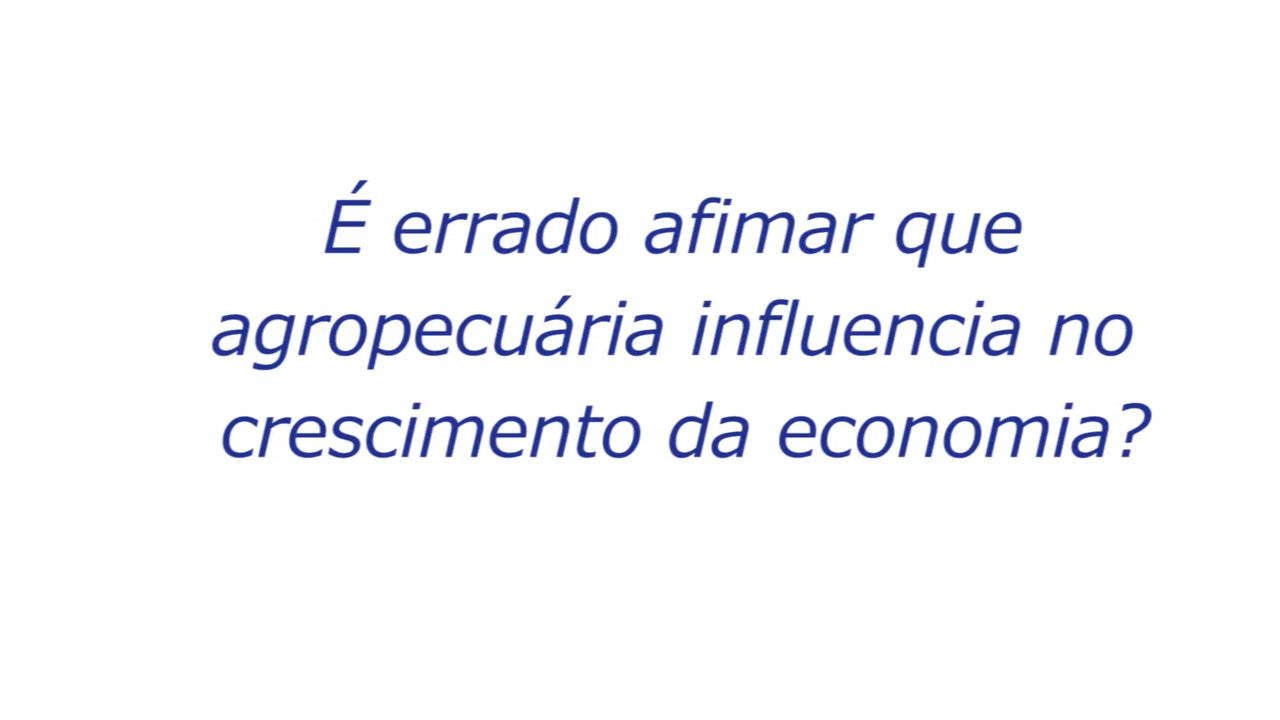 É errado afimar que
agropecuária influencia no
crescimento da economia?